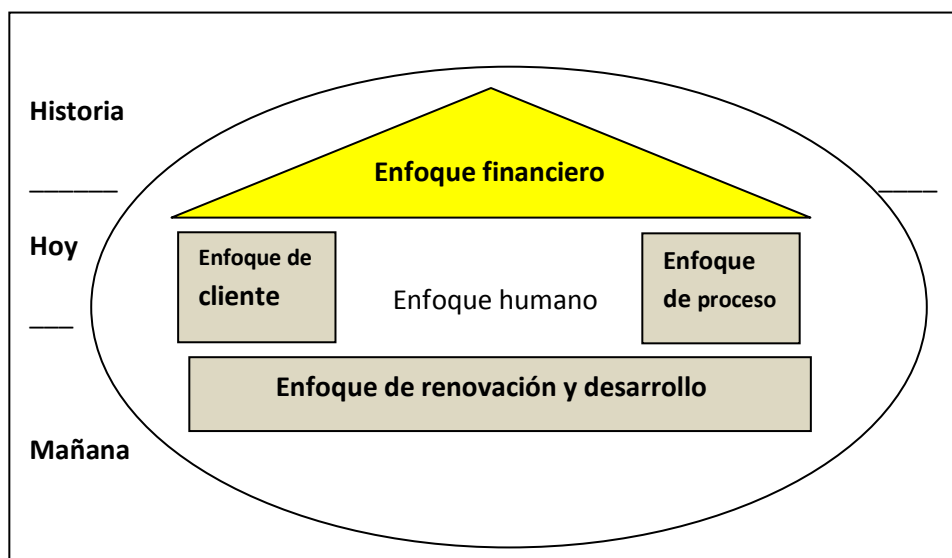 Historia
Enfoque financiero
Hoy
Enfoque de
cliente
Enfoque humano
Enfoque
de proceso
Enfoque de renovación y desarrollo
Mañana